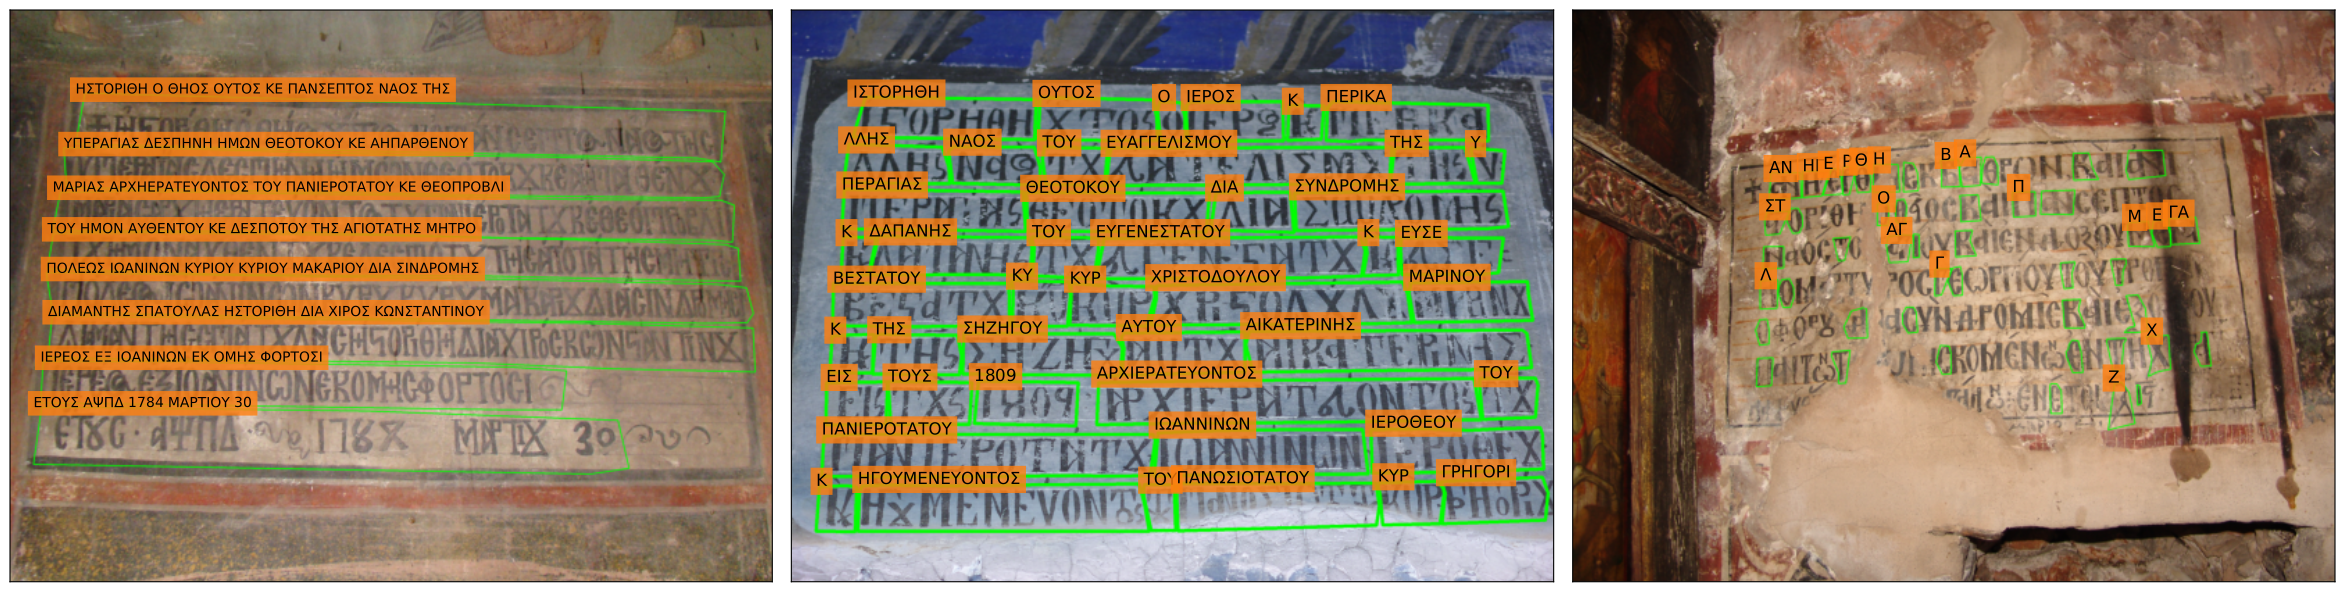 ΗΣΤΟΡΙΘΗ Ο ΘΗΟΣ ΟΥΤΟΣ ΚΕ ΠΑΝΣΕΠΤΟΣ ΝΑΟΣ ΤΗΣ
ΥΠΕΡΑΓΙΑΣ ΔΕΣΠΗΝΗ ΗΜΩΝ ΘΕΟΤΟΚΟΥ ΚΕ ΑΗΠΑΡΘΕΝΟΥ
ΜΑΡΙΑΣ ΑΡΧΗΕΡΑΤΕΥΟΝΤΟΣ ΤΟΥ ΠΑΝΙΕΡΟΤΑΤΟΥ ΚΕ ΘΕΟΠΡΟΒΛΙ
ΤΟΥ ΗΜΟΝ ΑΥΘΕΝΤΟΥ ΚΕ ΔΕΣΠΟΤΟΥ ΤΗΣ ΑΓΙΟΤΑΤΗΣ ΜΗΤΡΟ
ΠΟΛΕΩΣ ΙΩΑΝΙΝΩΝ ΚΥΡΙΟΥ ΚΥΡΙΟΥ ΜΑΚΑΡΙΟΥ ΔΙΑ ΣΙΝΔΡΟΜΗΣ
ΔΙΑΜΑΝΤΗΣ ΣΠΑΤΟΥΛΑΣ ΗΣΤΟΡΙΘΗ ΔΙΑ ΧΙΡΟΣ ΚΩΝΣΤΑΝΤΙΝΟΥ
ΙΕΡΕΟΣ ΕΞ ΙΟΑΝΙΝΩΝ ΕΚ ΟΜΗΣ ΦΟΡΤΟΣΙ
ΕΤΟΥΣ ΑΨΠΔ 1784 ΜΑΡΤΙΟΥ 30
ΙΣΤΟΡΗΘΗ ΟΥΤΟΣ Ο ΙΕΡΟΣ Κ ΠΕΡΙΚΑ
ΛΛΗΣ ΝΑΟΣ ΤΟΥ ΕΥΑΓΓΕΛΙΣΜΟΥ ΤΗΣ Υ
ΠΕΡΑΓΙΑΣ ΘΕΟΤΟΚΟΥ ΔΙΑ ΣΥΝΔΡΟΜΗΣ
Κ ΔΑΠΑΝΗΣ ΤΟΥ ΕΥΓΕΝΕΣΤΑΤΟΥ Κ ΕΥΣΕ
ΒΕΣΤΑΤΟΥ ΚΥ ΚΥΡ ΧΡΙΣΤΟΔΟΥΛΟΥ ΜΑΡΙΝΟΥ
Κ ΤΗΣ ΣΗΖΗΓΟΥ ΑΥΤΟΥ ΑΙΚΑΤΕΡΙΝΗΣ
ΕΙΣ ΤΟΥΣ 1809 ΑΡΧΙΕΡΑΤΕΥΟΝΤΟΣ ΤΟΥ
ΠΑΝΙΕΡΟΤΑΤΟΥ ΙΩΑΝΝΙΝΩΝ ΙΕΡΟΘΕΟΥ
Κ ΗΓΟΥΜΕΝΕΥΟΝΤΟΣ ΤΟΥ ΠΑΝΩΣΙΟΤΑΤΟΥ ΚΥΡ ΓΡΗΓΟΡΙ
ΑΝ ΗΙ Ε Ρ Θ Η Β Α
ΣΤ Ο Π
ΑΓ Μ Ε ΓΑ
Λ Γ
Χ
Ζ